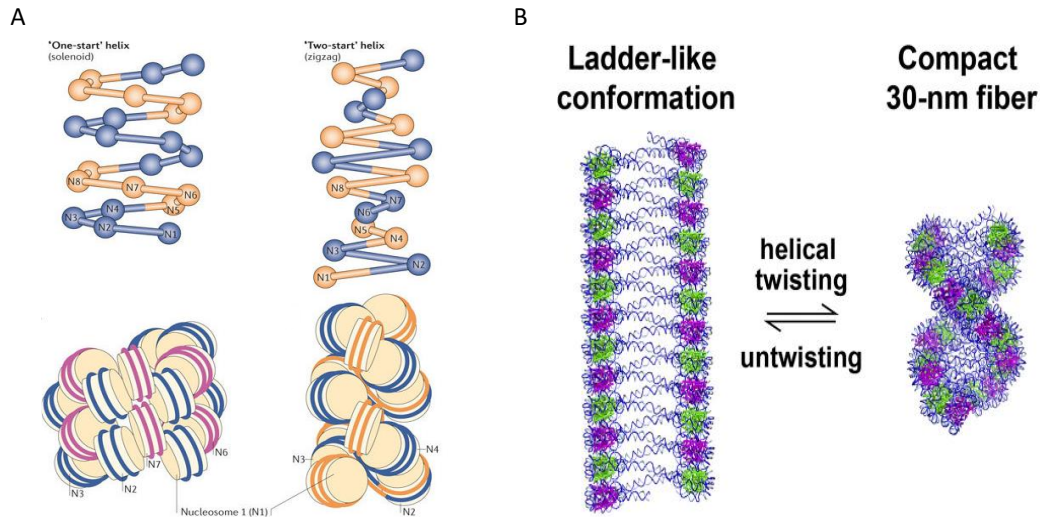 A
B
'One-start' helix
(solenoid)
'Two-start' helix
(zigzag)
N8
N7
N6
N5
N4
N3
N2
N1
N8
N7
N6
N5
N4
N3
N2
N1
N7
N6
N3
N2
Nucleosome 1 (N1)
N3
N4
N2
Ladder-like
conformation
Compact
30-nm fiber
helical
twisting
untwisting